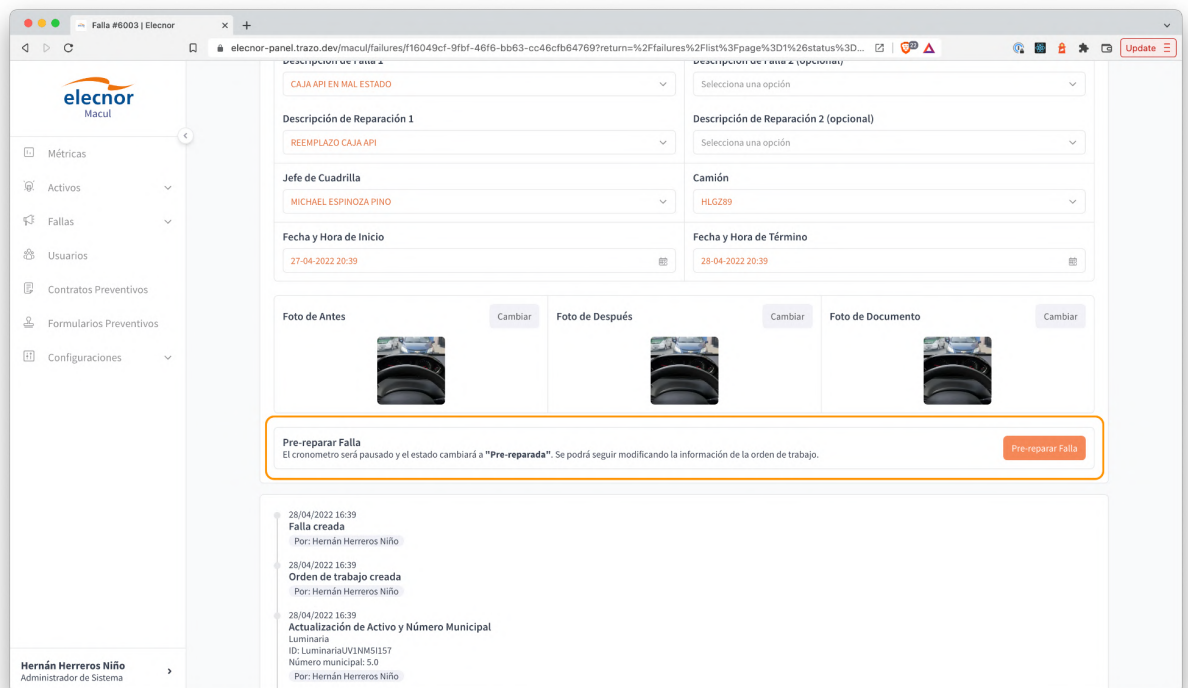 Falla #6003 | Elecnor
elecnor-panel.trazo.dev/macul/failures/f16049cf-9fbf-46f6-bb63-cc46cfb64769?return=%2Ffailures%2Flist%3Fpage%3D1%26status%3D...
Update
elecnor
Macul
Métricas
Activos
Fallas
Usuarios
Contratos Preventivos
Formularios Preventivos
Configuraciones
Hernán Herreros Niño
Administrador de Sistema
Descripción de Falla 1
Descripción de Falla 2 (opcional)
CAJA API EN MAL ESTADO
Selecciona una opción
Descripción de Reparación 1
Descripción de Reparación 2 (opcional)
REEMPLAZO CAJA API
Selecciona una opción
Jefe de Cuadrilla
Camión
MICHAEL ESPINOZA PINO
HLGZ89
Fecha y Hora de Inicio
Fecha y Hora de Término
27-04-2022 20:39
28-04-2022 20:39
Foto de Antes
Cambiar
Foto de Después
Cambiar
Foto de Documento
Cambiar
Pre-reparar Falla
El cronometro será pausado y el estado cambiará a "Pre-reparada". Se podrá seguir modificando la información de la orden de trabajo.
Pre-reparar Falla
28/04/2022 16:39
Falla creada
Por: Hernán Herreros Niño
28/04/2022 16:39
Orden de trabajo creada
Por: Hernán Herreros Niño
28/04/2022 16:39
Actualización de Activo y Número Municipal
Luminaria
ID: LuminariaUV1NM5I157
Número municipal: 5.0
Por: Hernán Herreros Niño